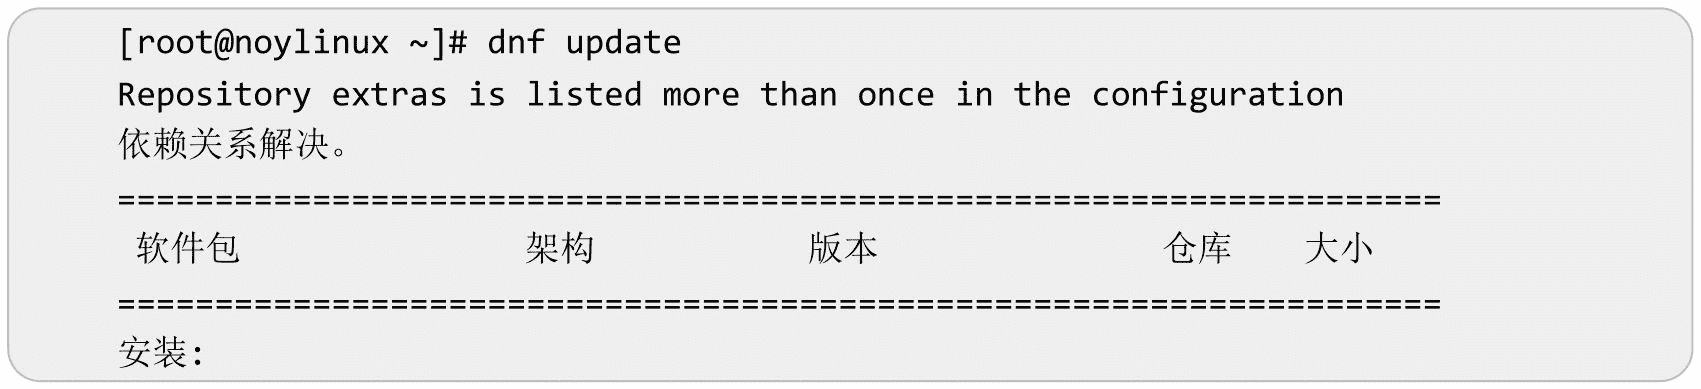 [root@noylinux ~]# dnf update
Repository extras is listed more than once in the configuration
依赖关系解决。
====================================================================
软件包 架构 版本 仓库 大小
====================================================================
安装: